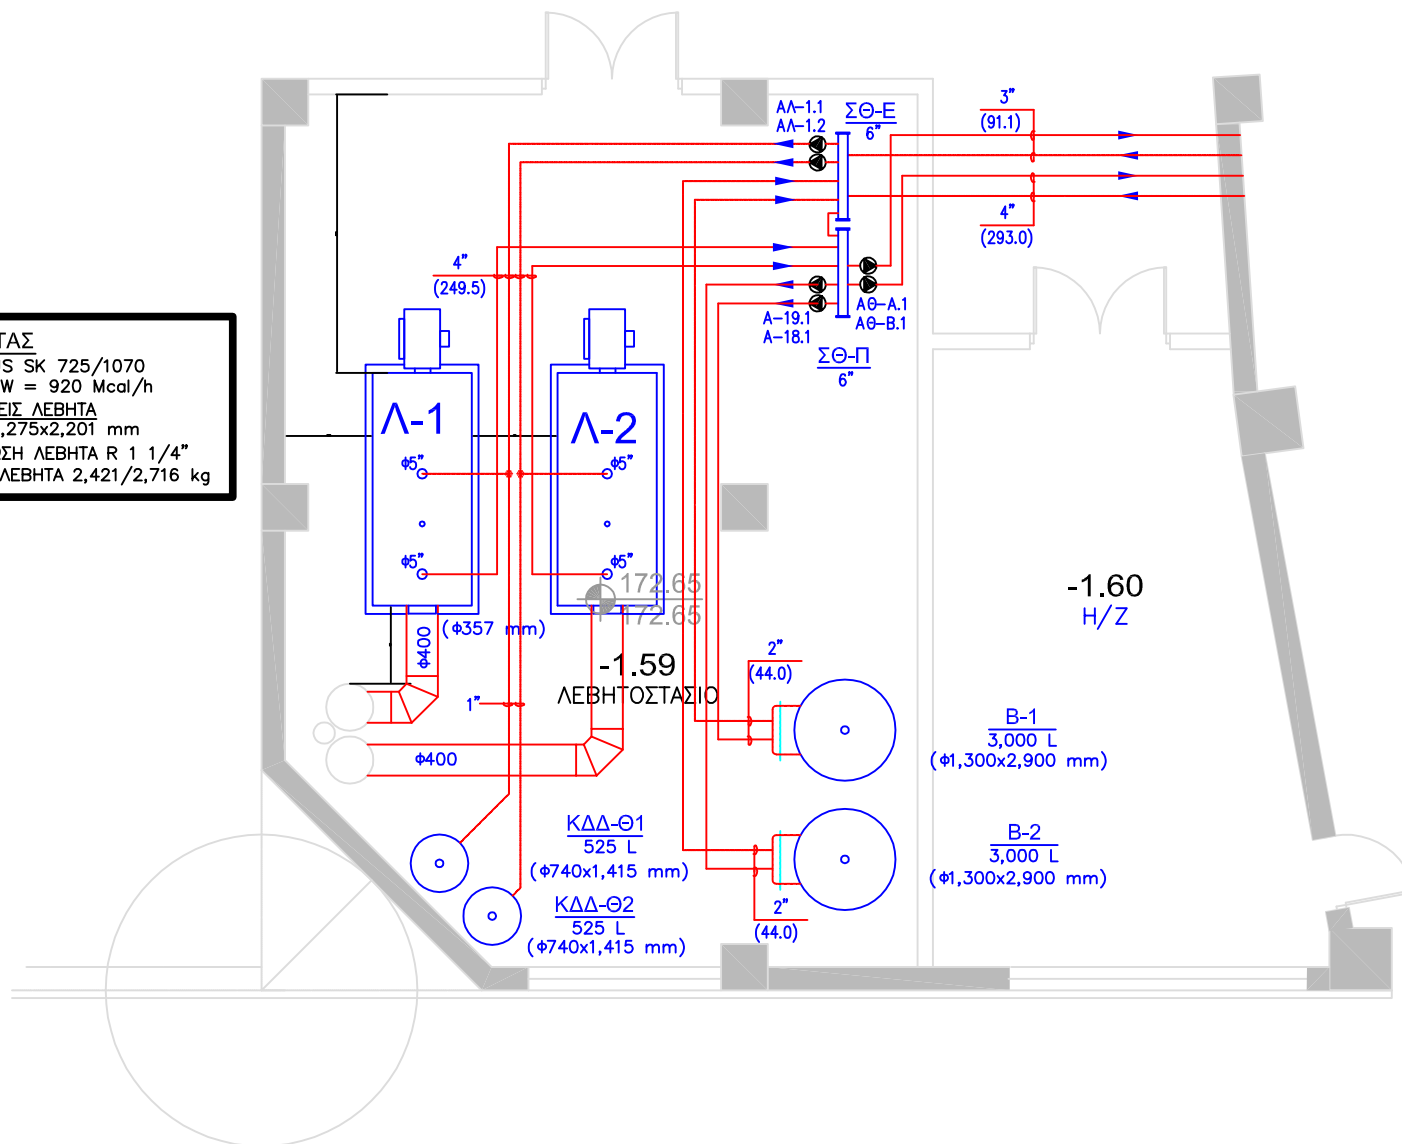 ΑΛ-1.1
ΑΛ-1.2
ΣΘ-Ε
6"
3"
(91.1)
4"
(293.0)
4"
(249.5)
Α-19.1
Α-18.1
ΑΘ-Α.1
ΑΘ-Β.1
ΣΘ-Π
6"
SK 725/1070
= 920 Mcal/h
ΛΕΒΗΤΑ
mm
ΛΕΒΗΤΑ R 1 1/4"
ΛΕΒΗΤΑ 2,421/2,716 kg
Λ-1
Λ-2
φ5"
φ5"
φ5"
φ5"
172.65
172.65
-1.60
Η/Ζ
φ400
(φ357 mm)
-1.59
ΛΕΒΗΤΟΣΤΑΣΙΟ
1"
φ400
2"
(44.0)
Β-1
3,000 L
(φ1,300x2,900 mm)
ΚΔΔ-Θ1
525 L
(φ740x1,415 mm)
Β-2
3,000 L
(φ1,300x2,900 mm)
ΚΔΔ-Θ2
525 L
(φ740x1,415 mm)
2"
(44.0)